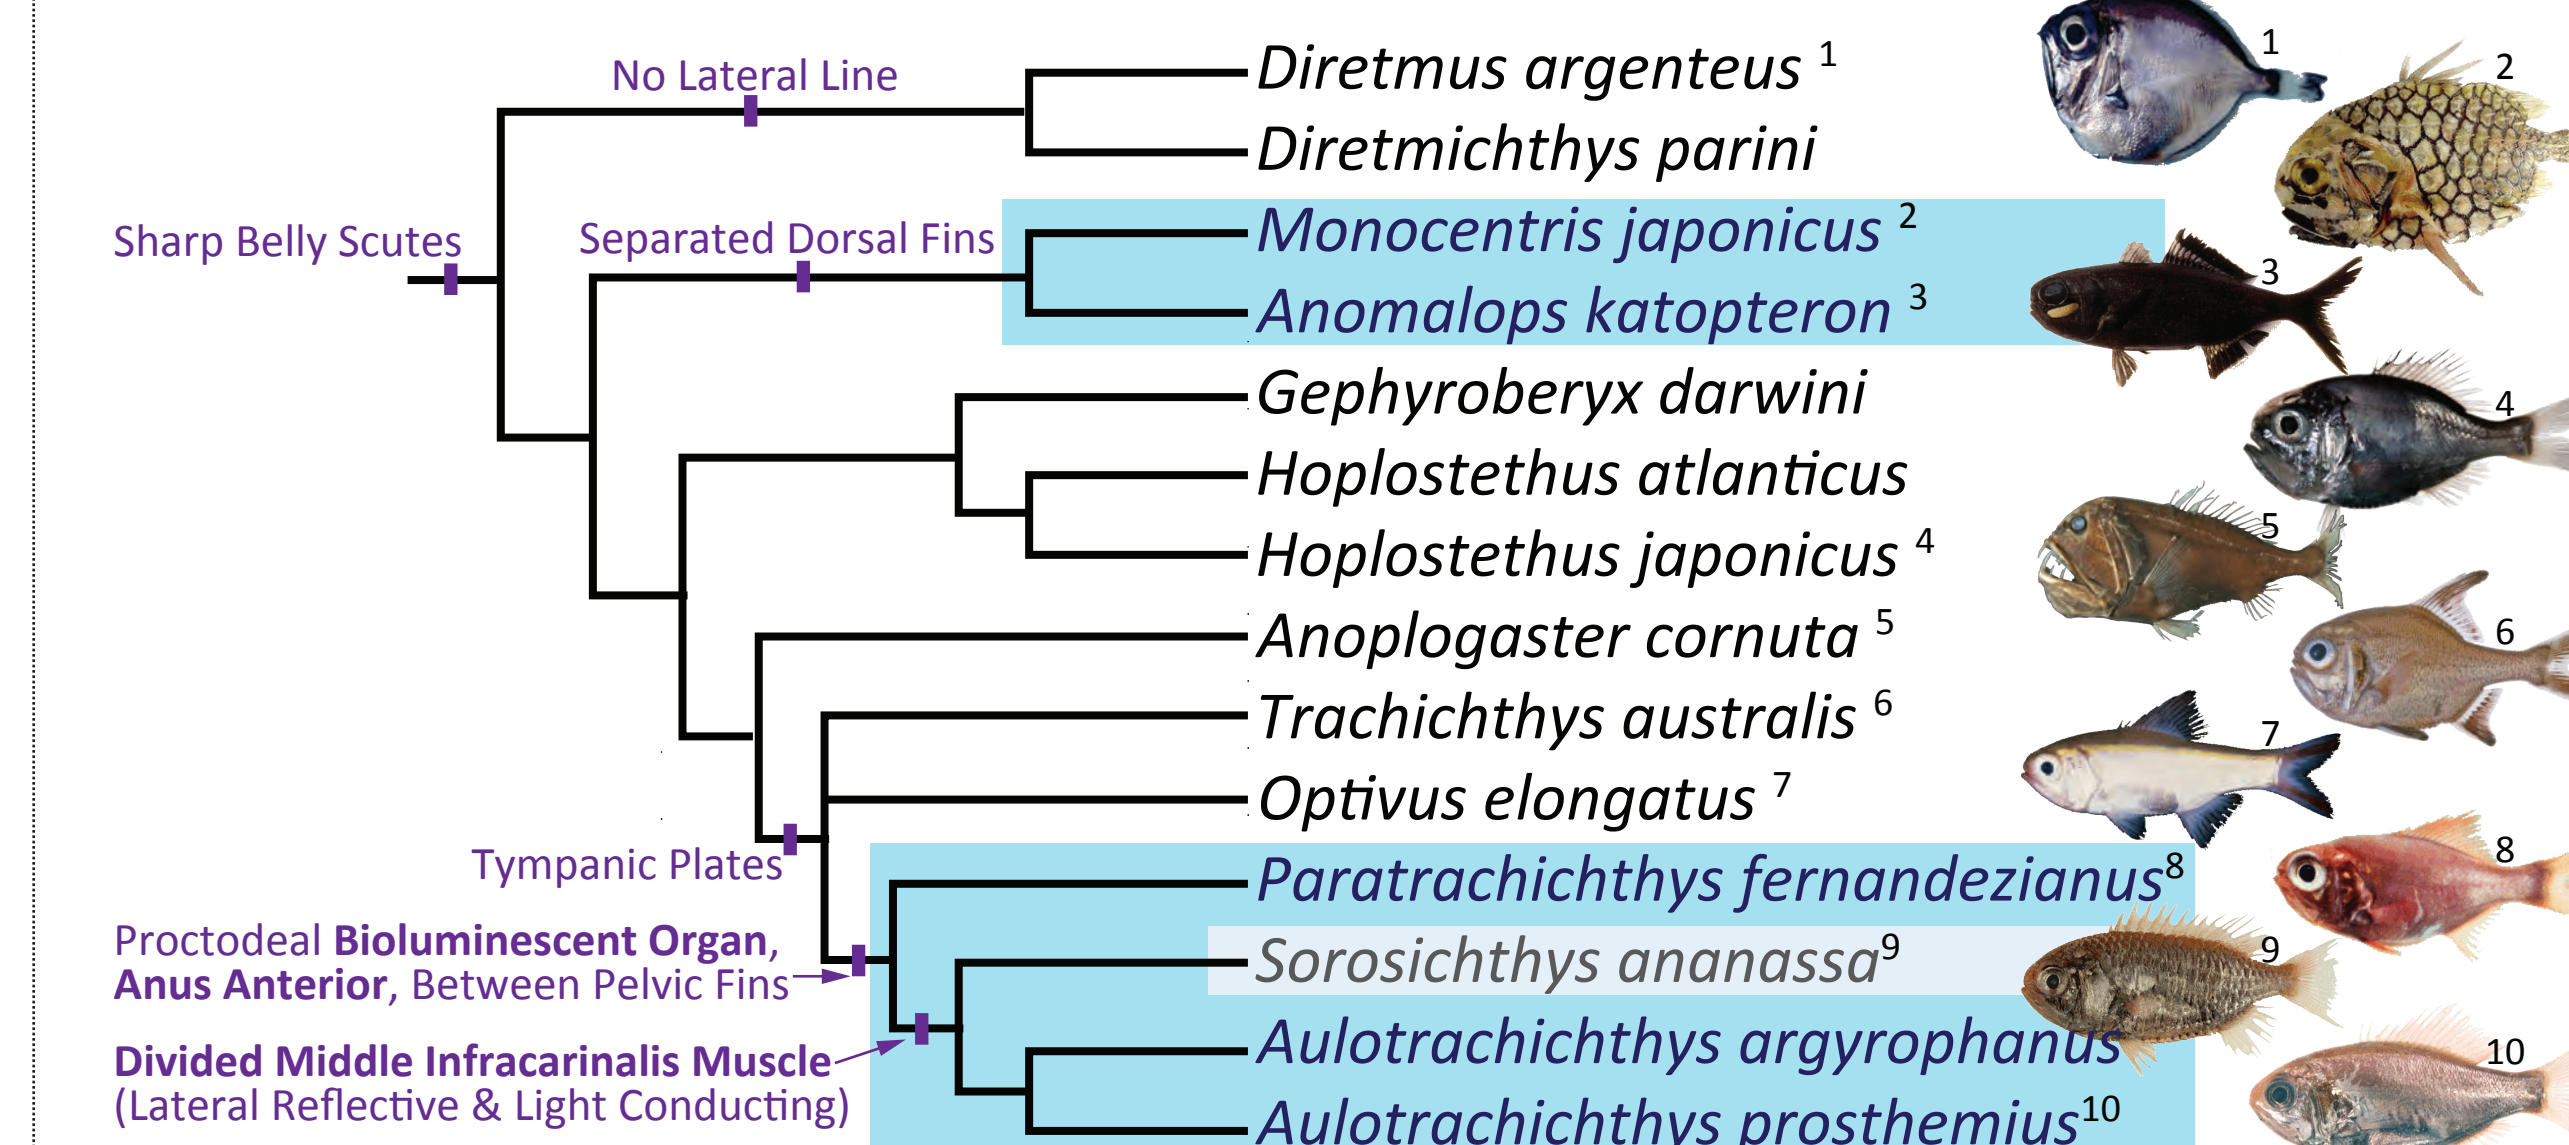 No Lateral Line
Sharp Belly Scutes
Separated Dorsal Fins
Diretmus argenteus 1
Diretmichthys parini
Monocentris japonicus 2
Anomalops katopteron 3
Gephyroberyx darwini
Hoplostethus atlanticus
Hoplostethus japonicus 4
Anoplogaster cornuta 5
Trachichthys australis 6
Optivus elongatus 7
Tympanic Plates
Paratrachichthys fernandezianus8
Proctodeal Bioluminescent Organ,
Anus Anterior, Between Pelvic Fins
Sorosichthys ananassa9
Divided Middle Infracarinalis Muscle
(Lateral Reflective & Light Conducting)
Aulotrachichthys argyrophanus
Aulotrachichthys prosthemius10
1
2
3
4
5
6
7
8
9
10